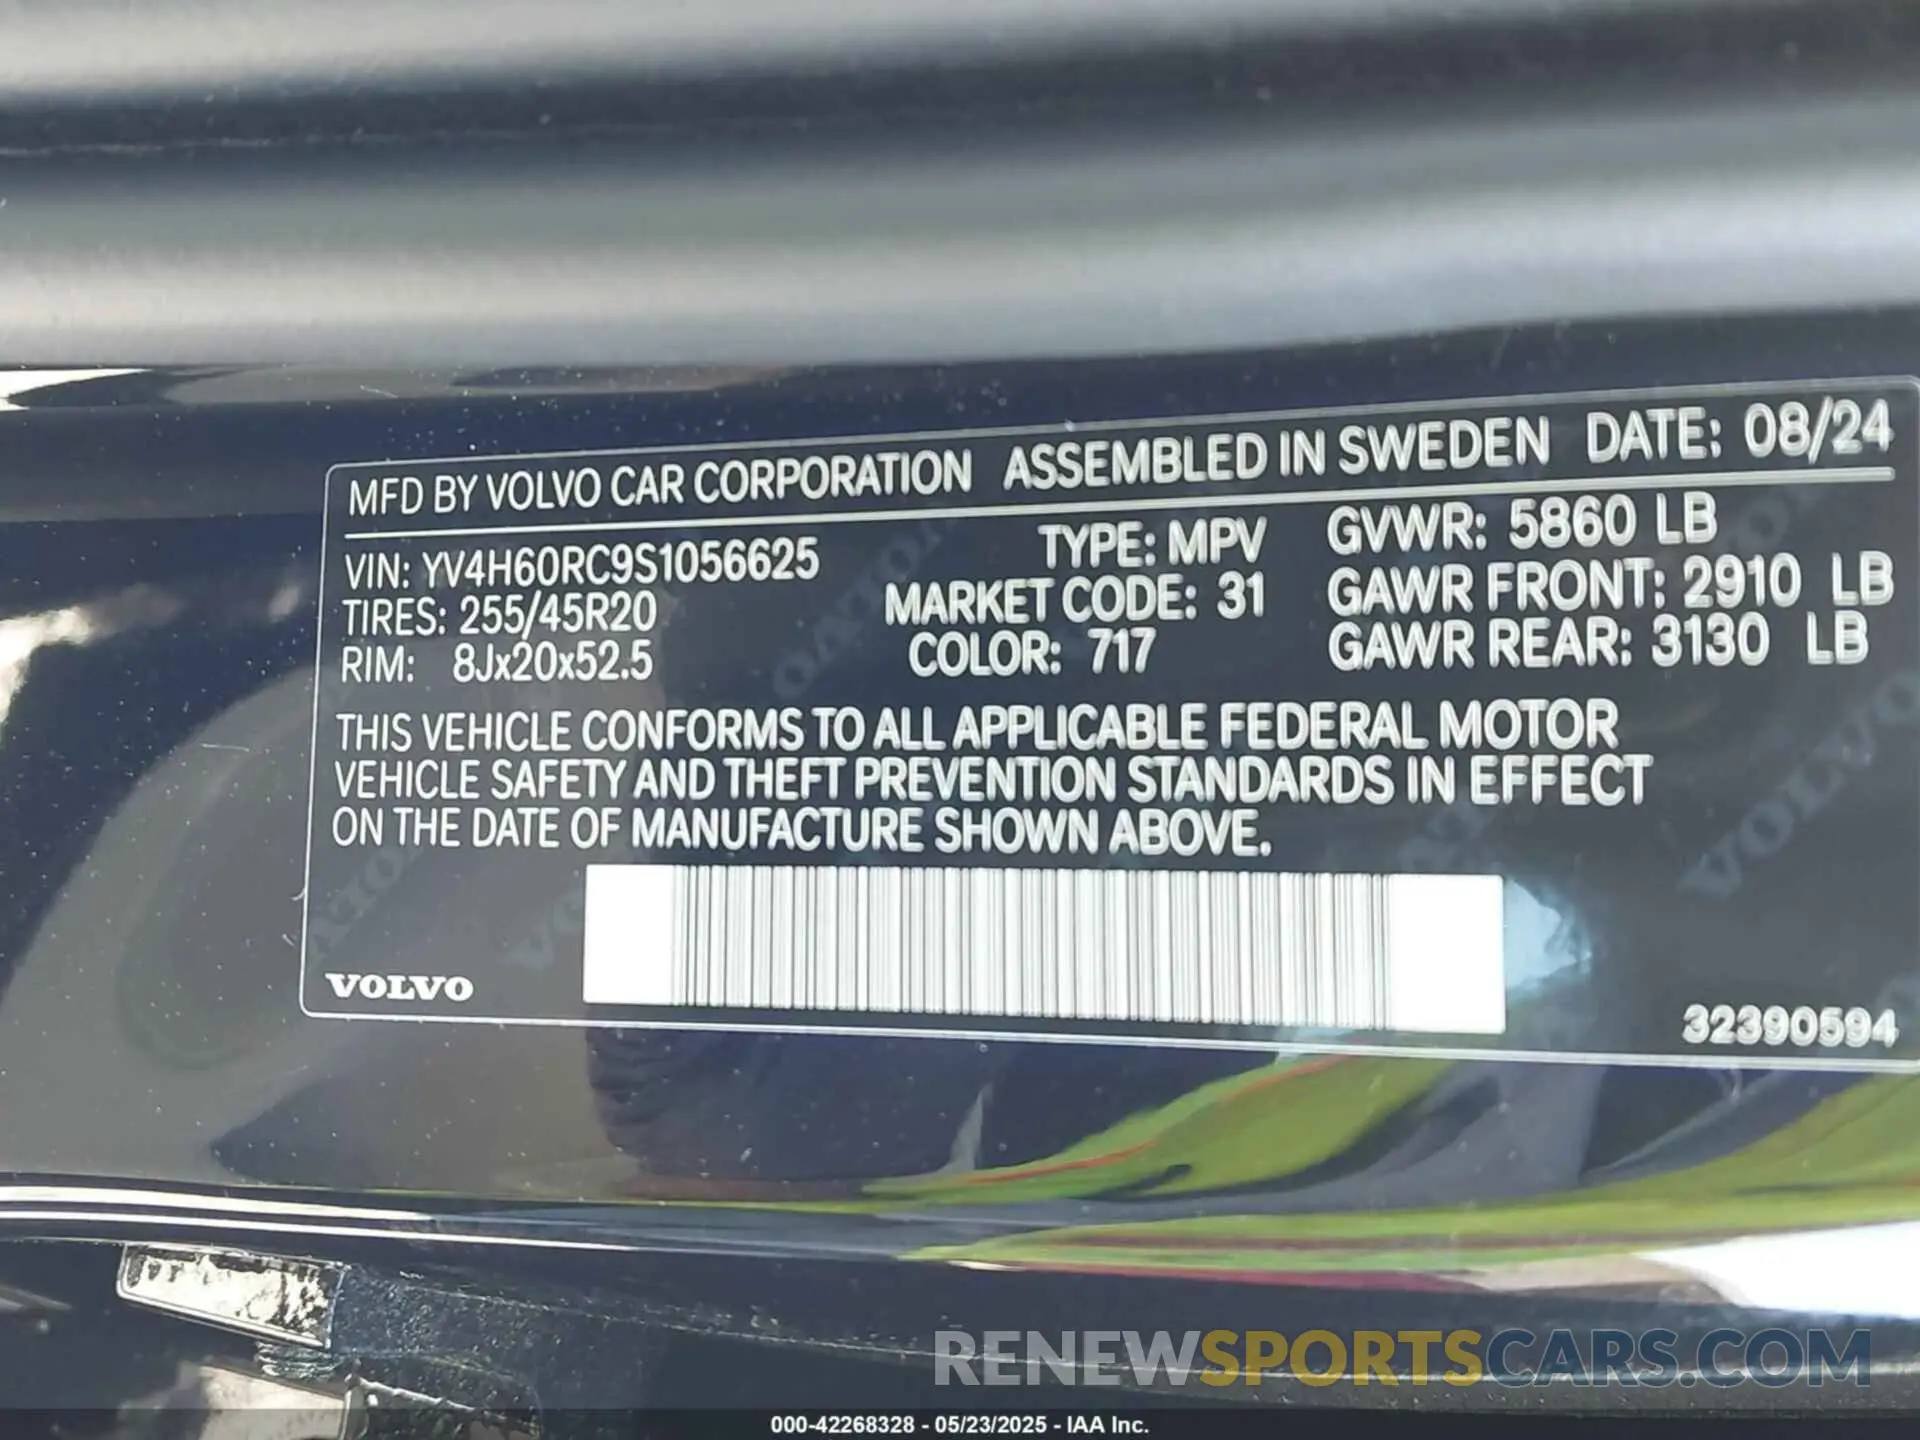 MFD BY VOLVO CAR CORPORATION ASSEMBLED IN SWEDEN DATE: 08/24
VIN: YV4H60RC9S1056625 TYPE: MPV GVWR: 5860 LB
TIRES: 255/45R20 MARKET CODE: 31 GAWR FRONT: 2910 LB
RIM: 8Jx20x52.5 COLOR: 717 GAWR REAR: 3130 LB
THIS VEHICLE CONFORMS TO ALL APPLICABLE FEDERAL MOTOR
VEHICLE SAFETY AND THEFT PREVENTION STANDARDS IN EFFECT
ON THE DATE OF MANUFACTURE SHOWN ABOVE.
VOLVO
32390594
RENEWSPORTSCARS.COM
000-42268328 - 05/23/2025 - IAA Inc.